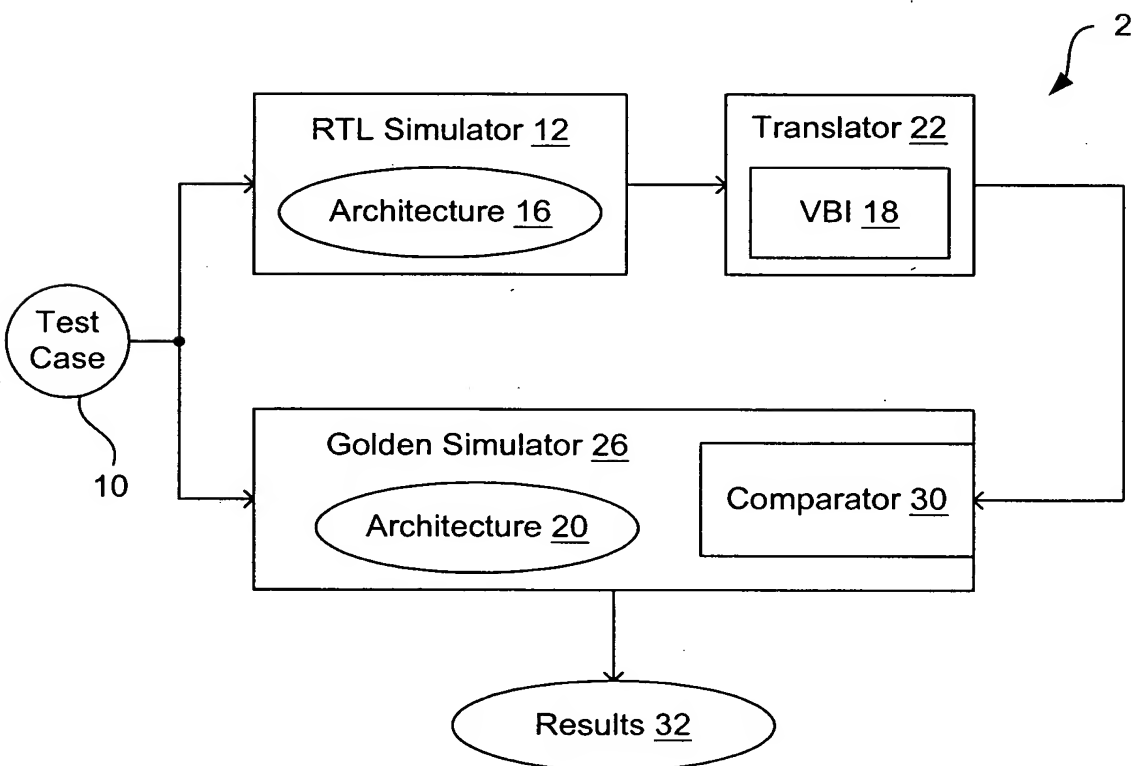 2
RTL Simulator 12
Translator 22
Architecture 16
VBI 18
Test
Case
10
Golden Simulator 26
Comparator 30
Architecture 20
Results 32